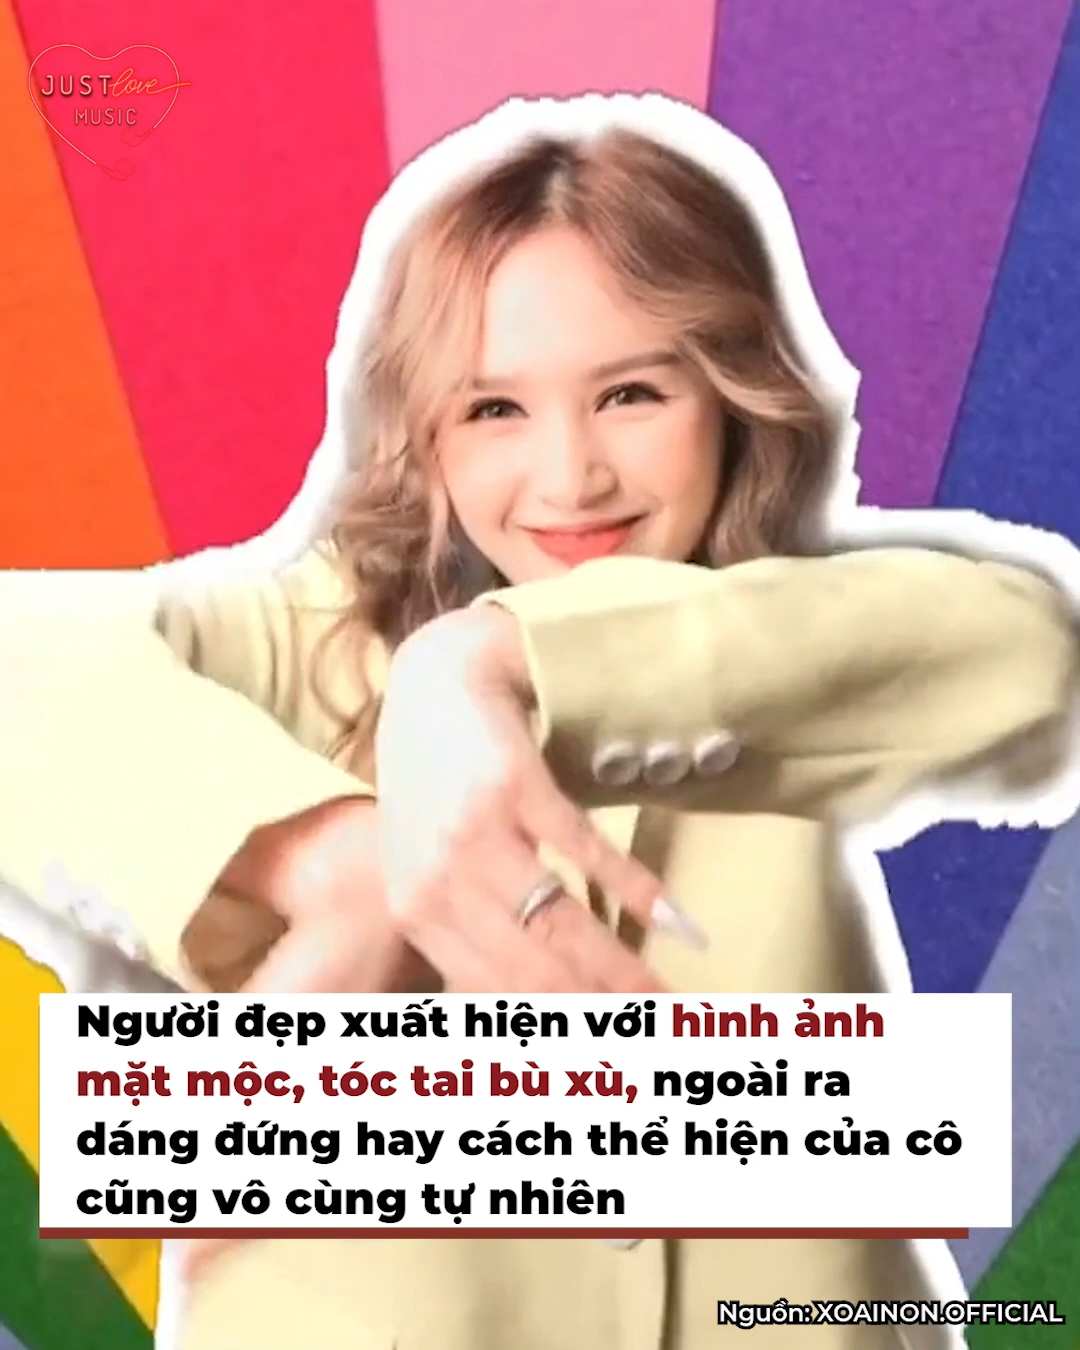 JUST love
MUSIC
Người đẹp xuất hiện với hình ảnh
mặt mộc, tóc tai bù xù, ngoài ra
dáng đứng hay cách thể hiện của cô
cũng vô cùng tự nhiên
Nguồn: XOAINON.OFFICIAL